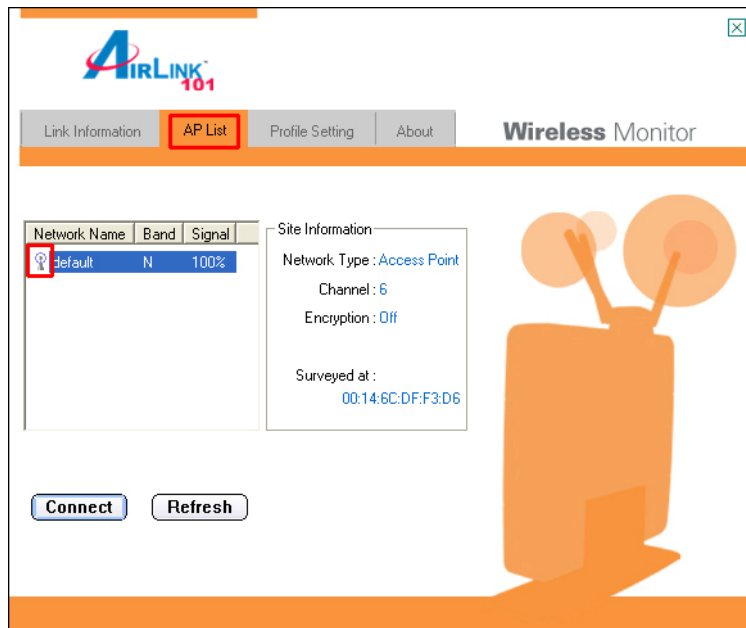 AIRLINK
101
Link Information AP List Profile Setting About Wireless Monitor
Network Name Band Signal
default N 100%
Site Information
Network Type : Access Point
Channel : 6
Encryption : Off
Surveyed at :
00:14:6C:DF:F3:D6
Connect Refresh